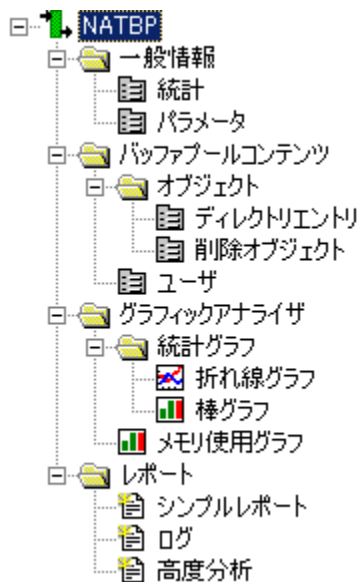 NATBP
一般情報
統計
パラメータ
バッファプールコンテンツ
オブジェクト
ディレクトリエントリ
削除オブジェクト
ユーザ
グラフィックアナライザ
統計グラフ
折れ線グラフ
棒グラフ
メモリ使用グラフ
レポート
シンプルレポート
ログ
高度分析